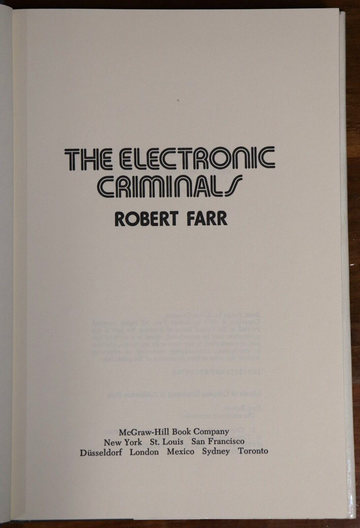 THE ELECTRONIC
CRIMINALS
ROBERT FARR
McGraw-Hill Book Company
New York St. Louis San Francisco
Düsseldorf London Mexico Sydney Toronto